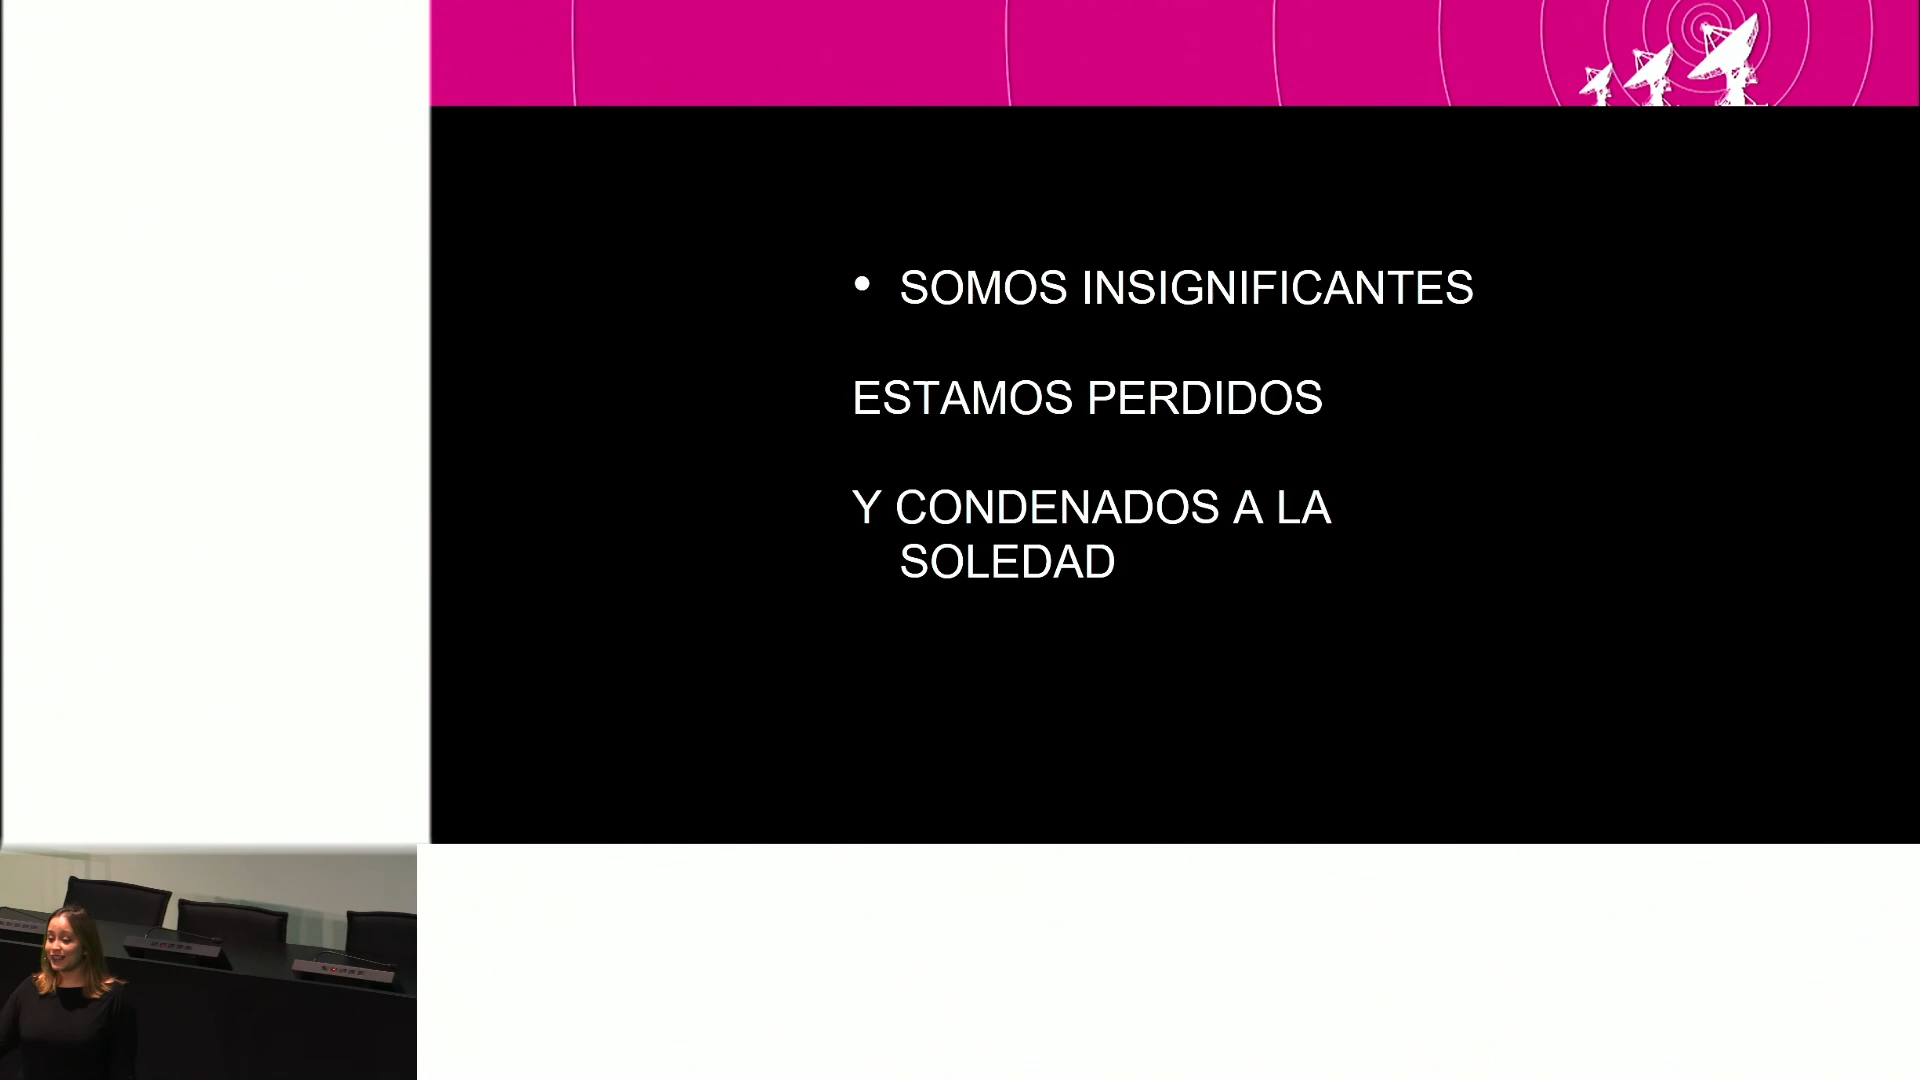 • SOMOS INSIGNIFICANTES
ESTAMOS PERDIDOS
Y CONDENADOS A LA
SOLEDAD